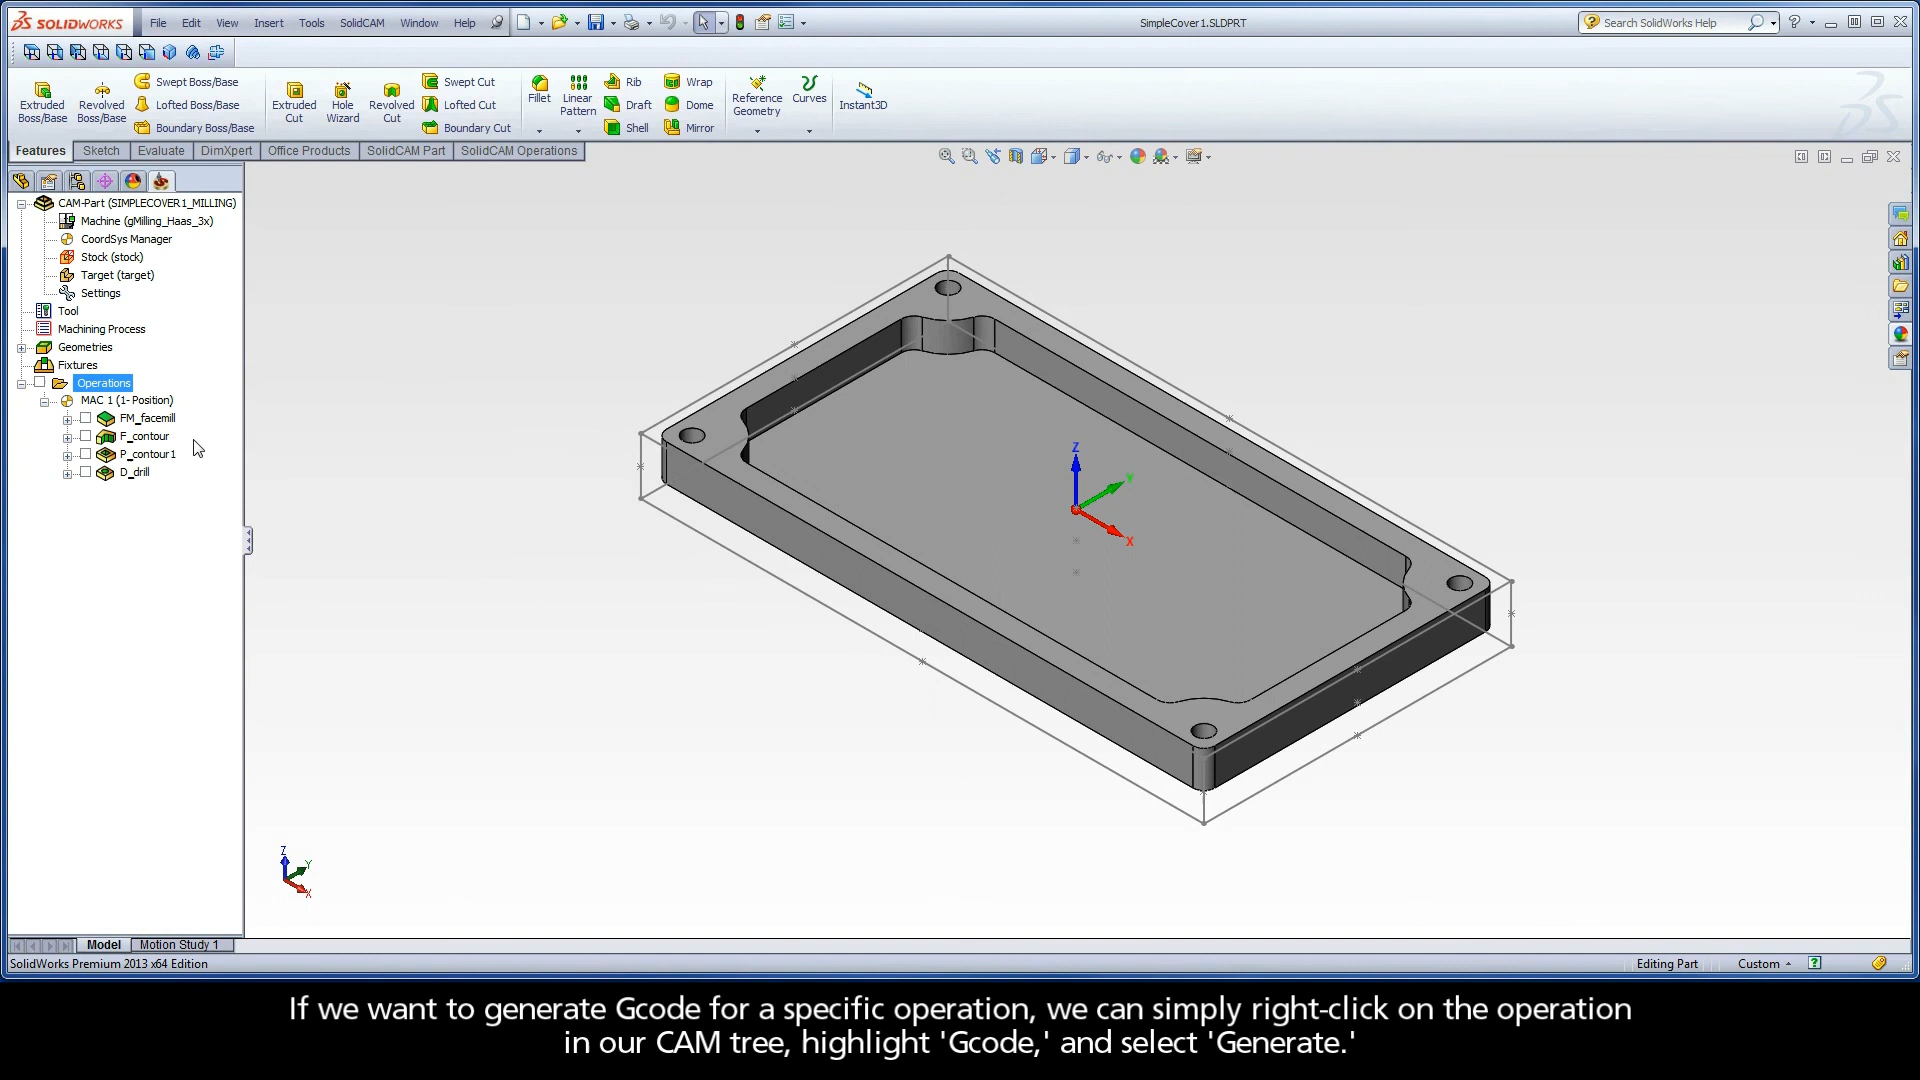 SOLIDWORKS File Edit View Insert Tools SolidCAM Window Help SimpleCover1.SLDPRT Search SolidWorks Help
Extruded Boss/Base
Revolved Boss/Base
Swept Boss/Base
Lofted Boss/Base
Boundary Boss/Base
Extruded Cut
Hole Wizard
Revolved Cut
Swept Cut
Lofted Cut
Boundary Cut
Fillet
Linear Pattern
Rib
Draft
Shell
Wrap
Dome
Mirror
Reference Geometry
Curves
Instant3D
Features Sketch Evaluate DimXpert Office Products SolidCAM Part SolidCAM Operations
CAM-Part (SIMPLECOVER1_MILLING)
Machine (gMilling_Haas_3x)
CoordSys Manager
Stock (stock)
Target (target)
Settings
Tool
Machining Process
Geometries
Fixtures
Operations
MAC 1 (1- Position)
FM_facemill
F_contour
P_contour1
D_drill
Z
Y
X
Z
Y
X
Model Motion Study 1
SolidWorks Premium 2013 x64 Edition Editing Part Custom
If we want to generate Gcode for a specific operation, we can simply right-click on the operation
in our CAM tree, highlight 'Gcode,' and select 'Generate.'